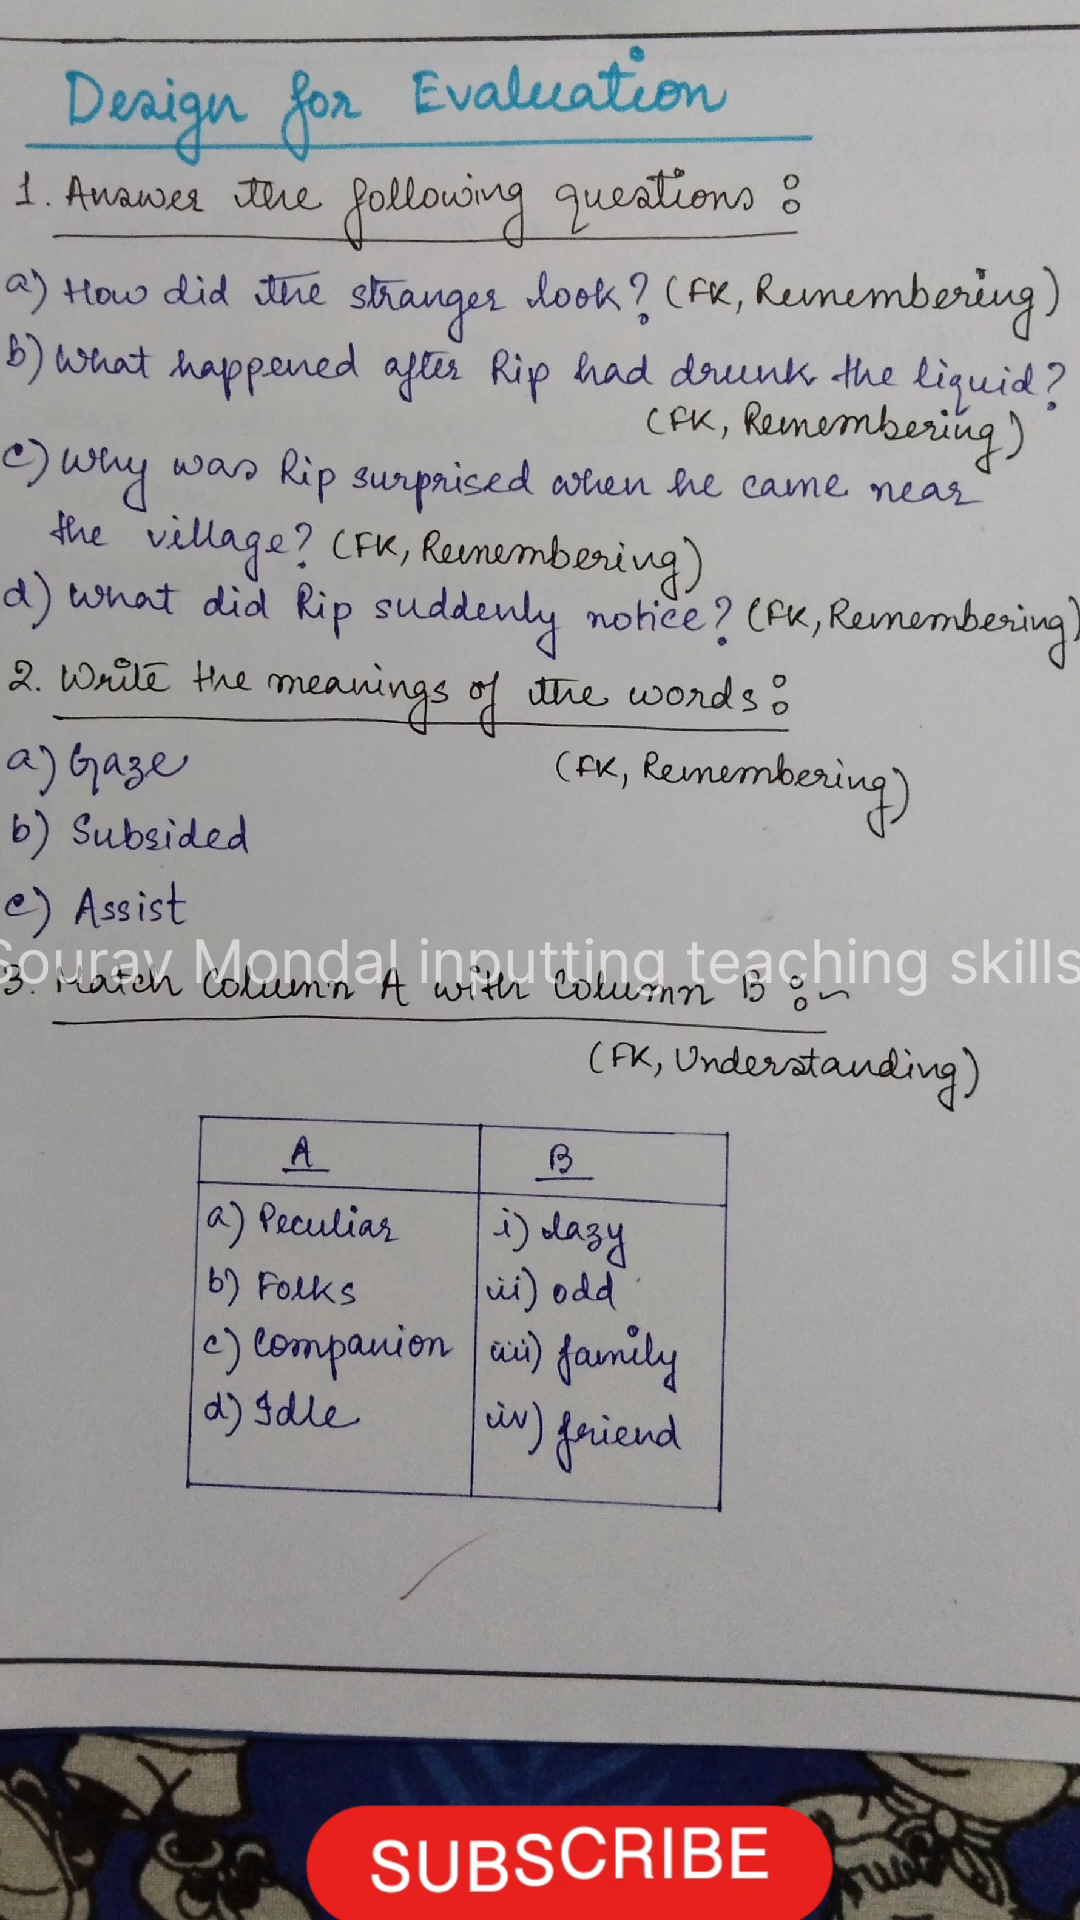 Design for Evaluation
1. Answer the following questions :
a) How did the stranger look? (FK, Remembering)
b) What happened after Rip had drunk the liquid?
(FK, Remembering)
c) Why was Rip surprised when he came near
the village? (FK, Remembering)
d) What did Rip suddenly notice? (FK, Remembering)
2. Write the meanings of the words :
a) Gaze (FK, Remembering)
b) Subsided
c) Assist
Sourav Mondal inputting teaching skills
3. Match Column A with Column B :~
(FK, Understanding)
A B
a) Peculiar i) lazy
b) Folks ii) odd
c) Companion iii) family
d) Idle iv) friend
SUBSCRIBE